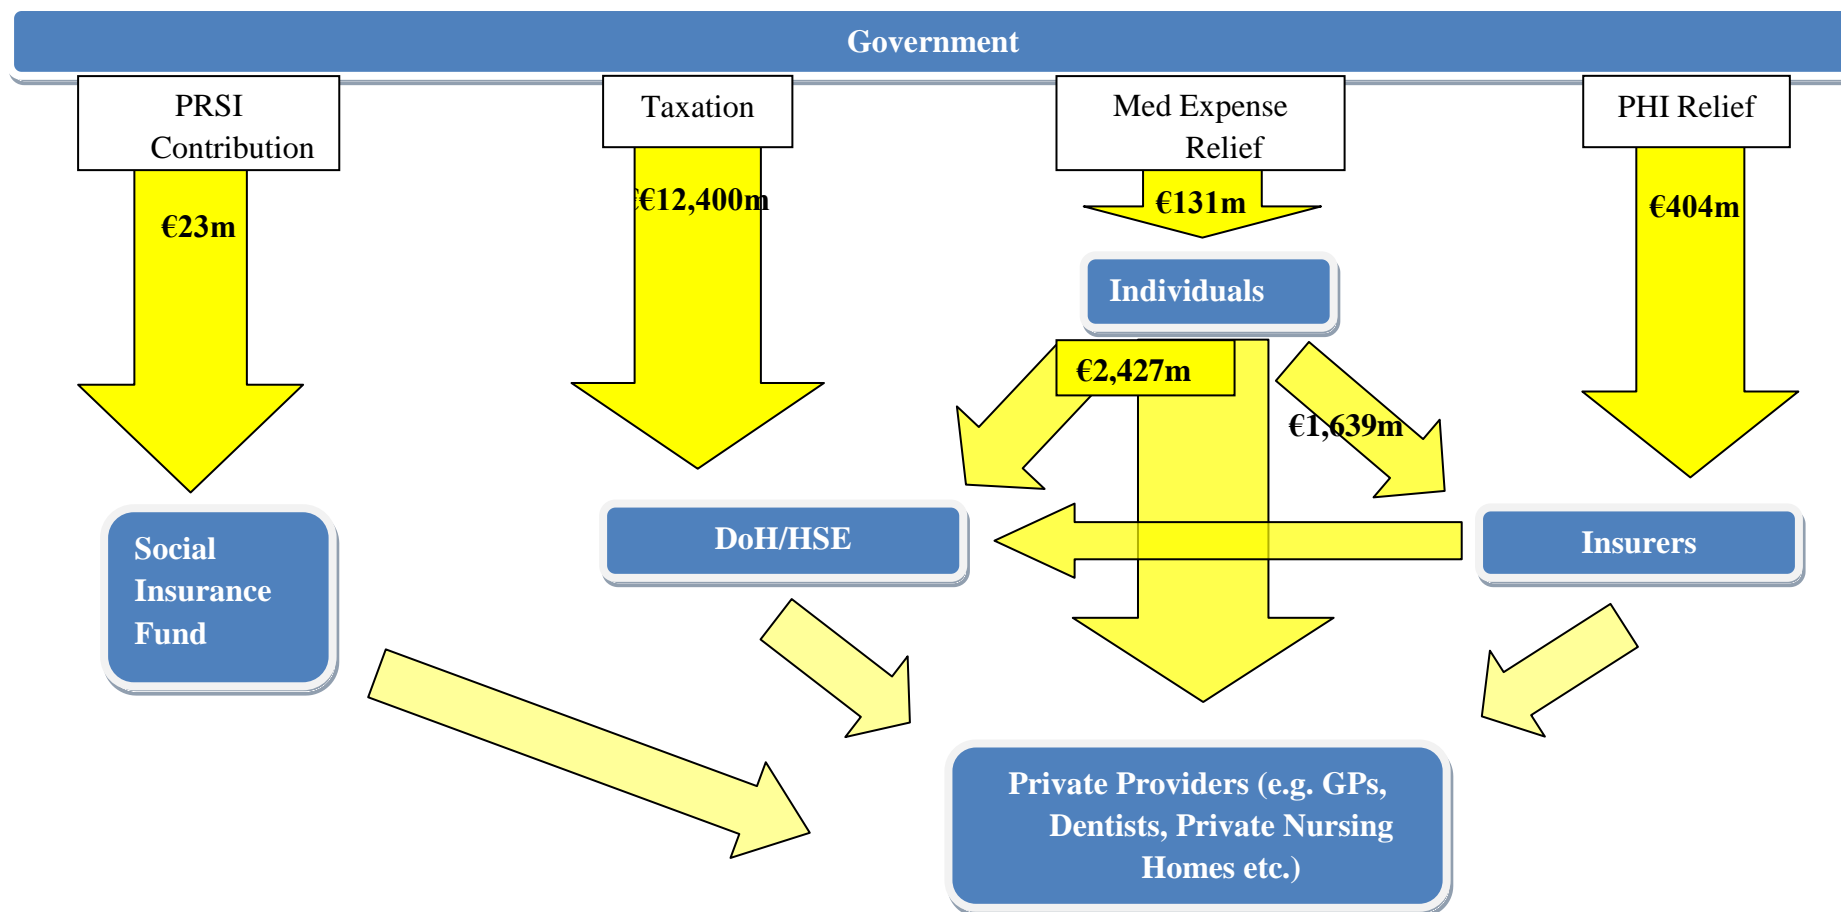 Government
PRSI
Contribution
Taxation
Med Expense
Relief
PHI Relief
€23m
€€12,400m
€131m
€404m
Individuals
€2,427m
€1,639m
Social
Insurance
Fund
DoH/HSE
Insurers
Private Providers (e.g. GPs,
Dentists, Private Nursing
Homes etc.)